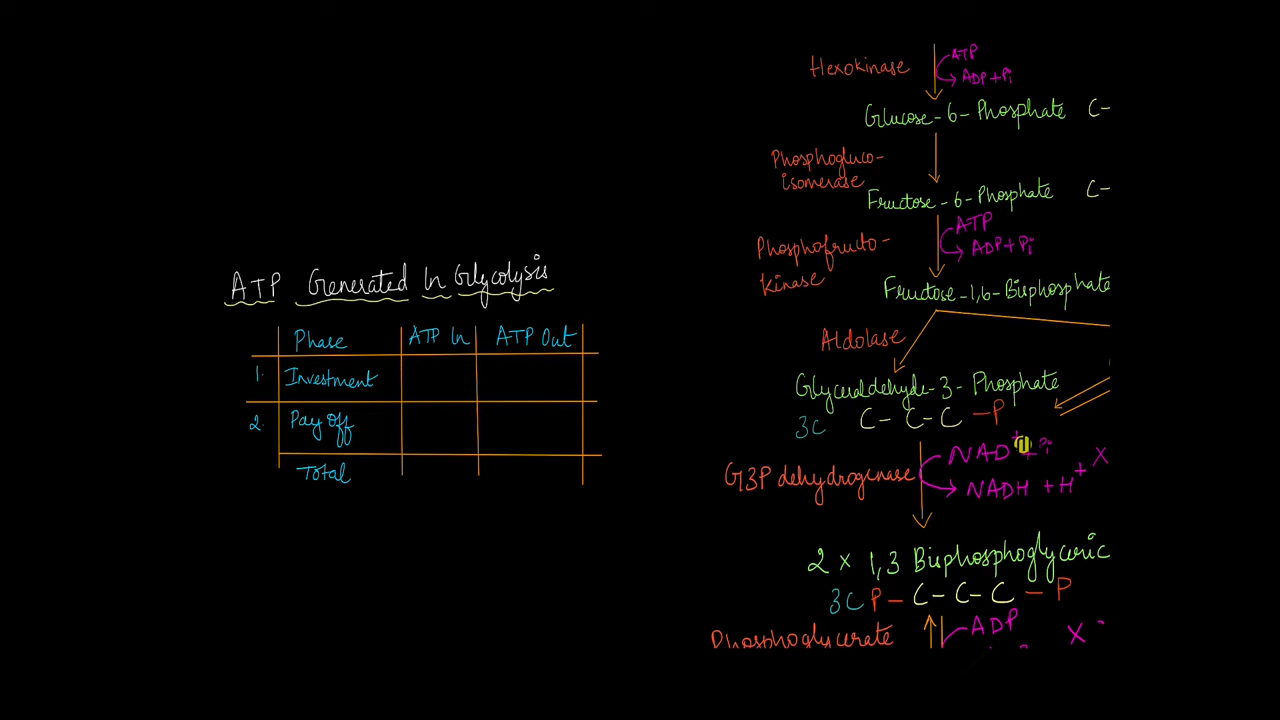 ATP Generated In Glycolysis
Phase ATP In ATP Out
1. Investment
2. Pay off
Total
Hexokinase
ATP
ADP + Pi
Glucose-6-Phosphate C-
Phosphogluco-
isomerase
Fructose-6-Phosphate C-
Phosphofructo-
kinase
ATP
ADP + Pi
Fructose-1,6-Bisphosphate
Aldolase
Glyceraldehyde-3-Phosphate
3C C-C-C-P
G3P dehydrogenase
NAD+ + Pi
NADH + H+ X
2 x 1,3 Bisphosphoglyceric
3C P-C-C-C-P
Phosphoglycerate
ADP X